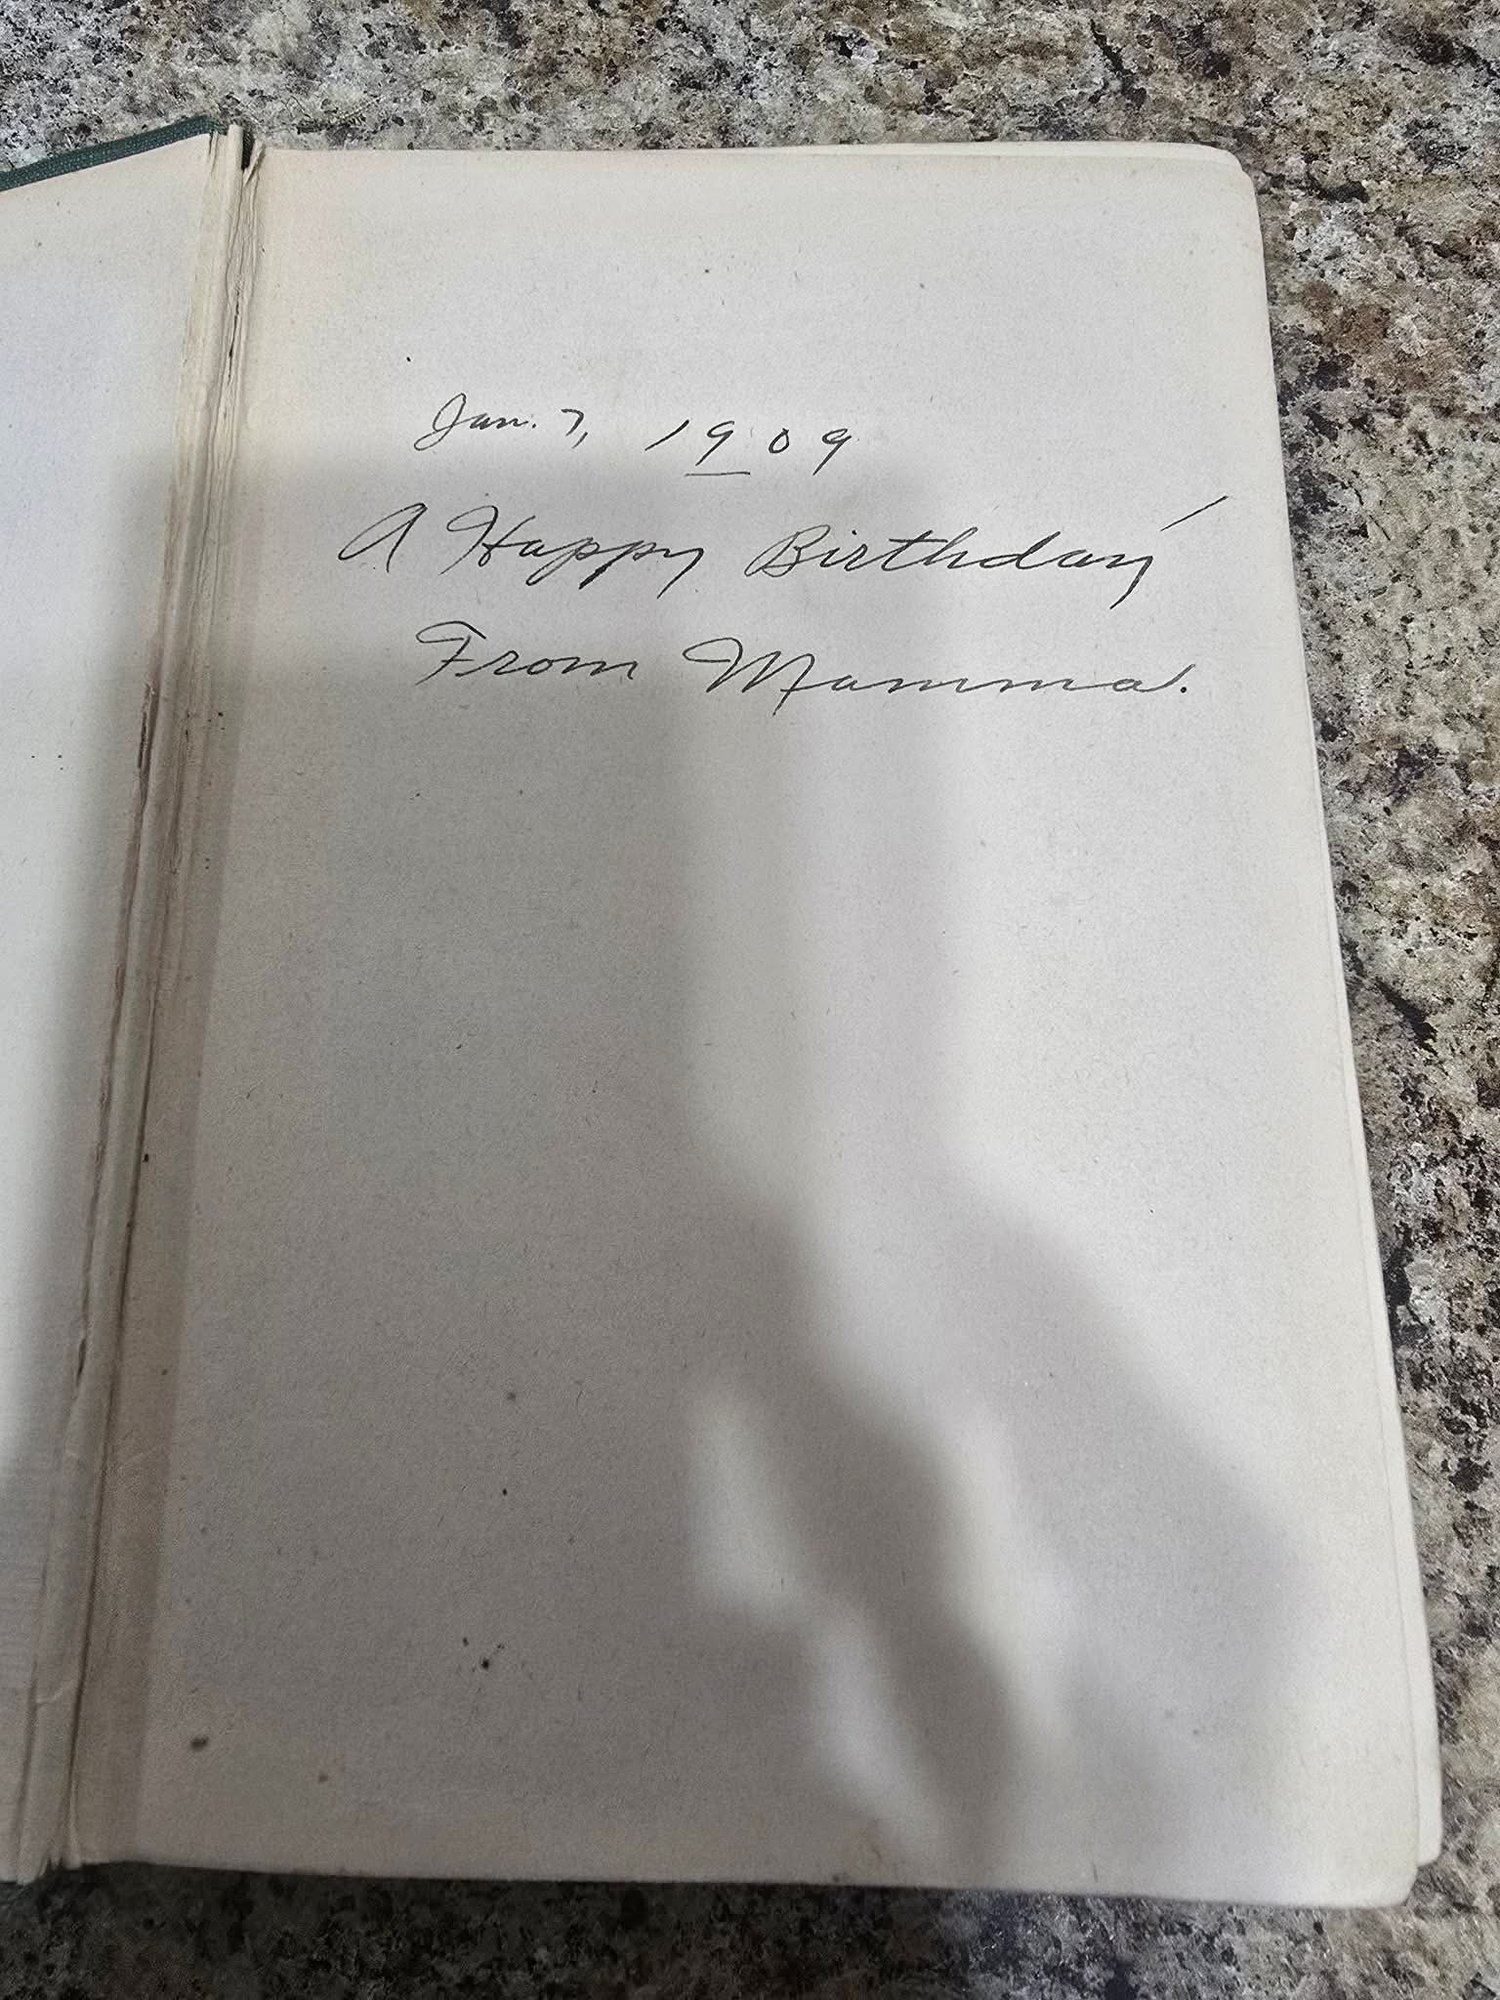 Jan. 7, 1909
A Happy Birthday
From Mamma.